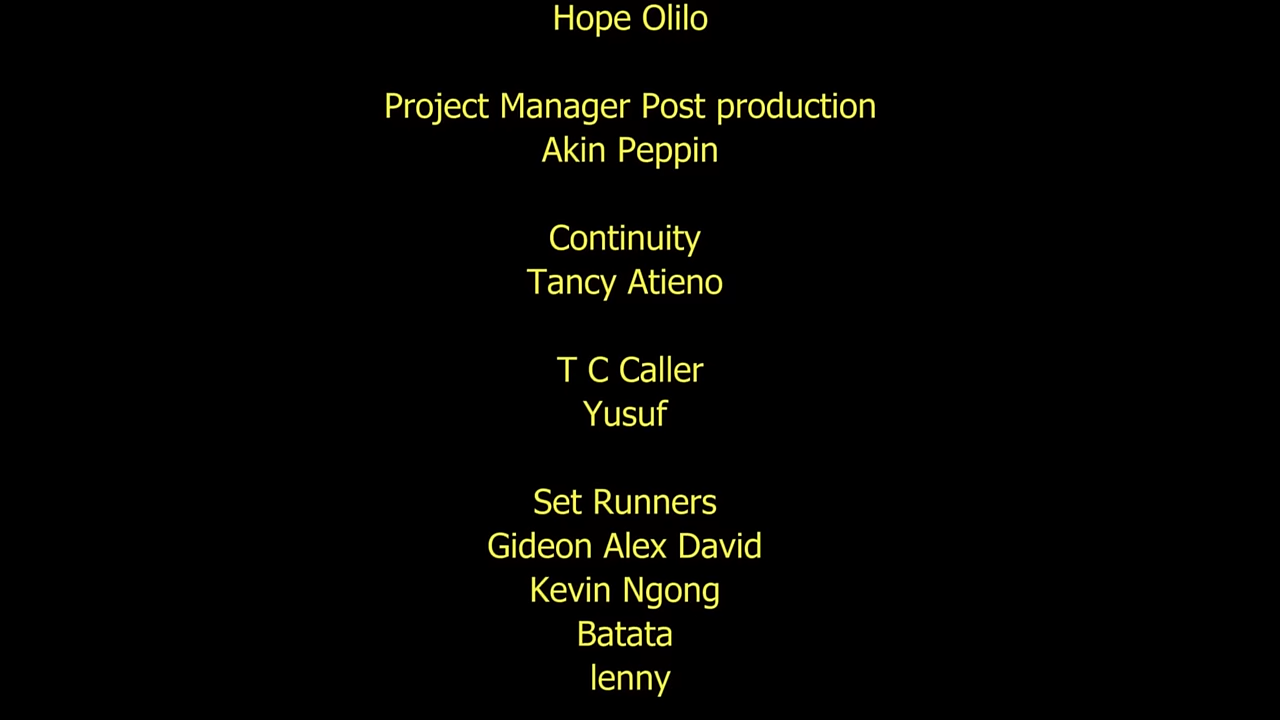 Hope Olilo
Project Manager Post production
Akin Peppin
Continuity
Tancy Atieno
T C Caller
Yusuf
Set Runners
Gideon Alex David
Kevin Ngong
Batata
lenny